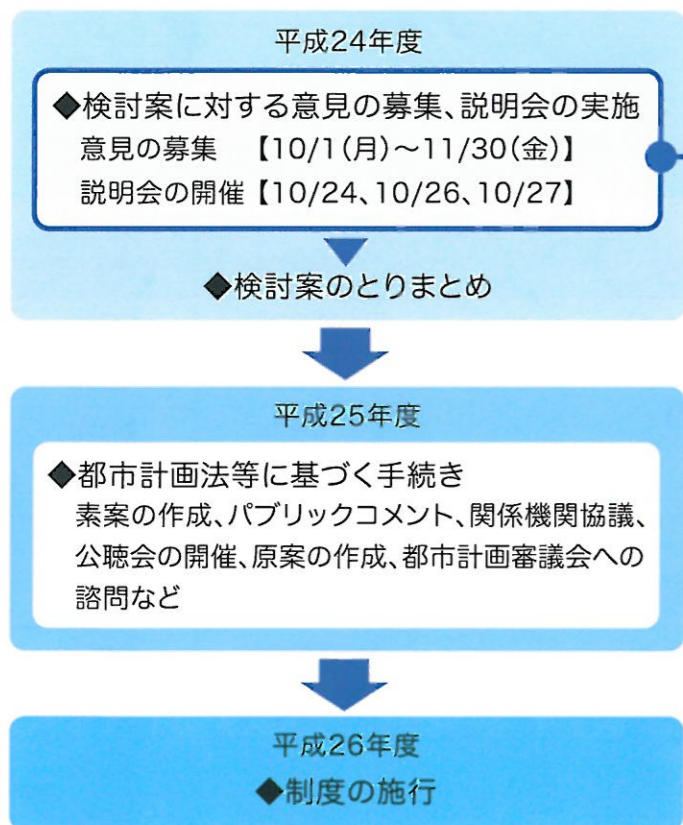 平成24年度
◆検討案に対する意見の募集、説明会の実施
意見の募集 【10/1(月)～11/30(金)】
説明会の開催【10/24、10/26、10/27】
◆検討案のとりまとめ
平成25年度
◆都市計画法等に基づく手続き
素案の作成、パブリックコメント、関係機関協議、
公聴会の開催、原案の作成、都市計画審議会への
諮問など
平成26年度
◆制度の施行